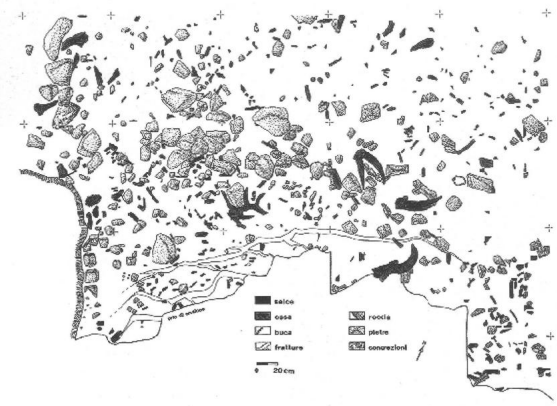 selce
ossa
buca
fratture
roccia
pietre
concrezioni
0 20 cm